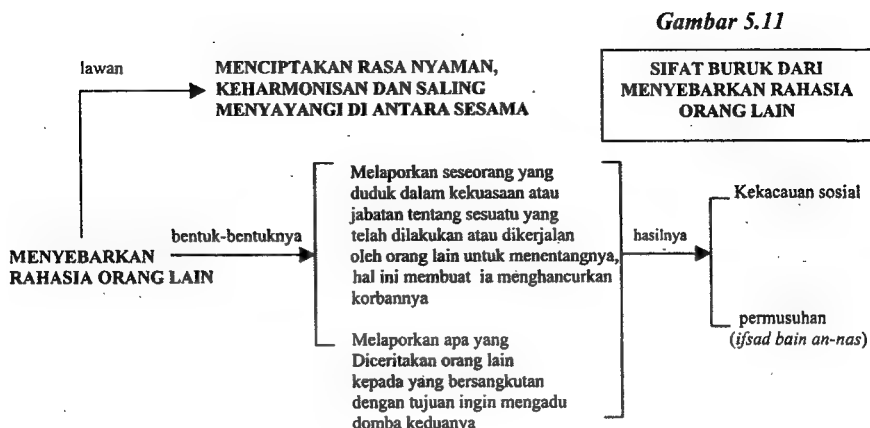 Gambar 5.11
SIFAT BURUK DARI
MENYEBARKAN RAHASIA
ORANG LAIN
lawan
MENCIPTAKAN RASA NYAMAN,
KEHARMONISAN DAN SALING
MENYAYANGI DI ANTARA SESAMA
MENYEBARKAN
RAHASIA ORANG LAIN
bentuk-bentuknya
Melaporkan seseorang yang
duduk dalam kekuasaan atau
jabatan tentang sesuatu yang
telah dilakukan atau dikerjalan
oleh orang lain untuk menentangnya,
hal ini membuat ia menghancurkan
korbannya
Melaporkan apa yang
Diceritakan orang lain
kepada yang bersangkutan
dengan tujuan ingin mengadu
domba keduanya
hasilnya
Kekacauan sosial
permusuhan
(ifsad bain an-nas)